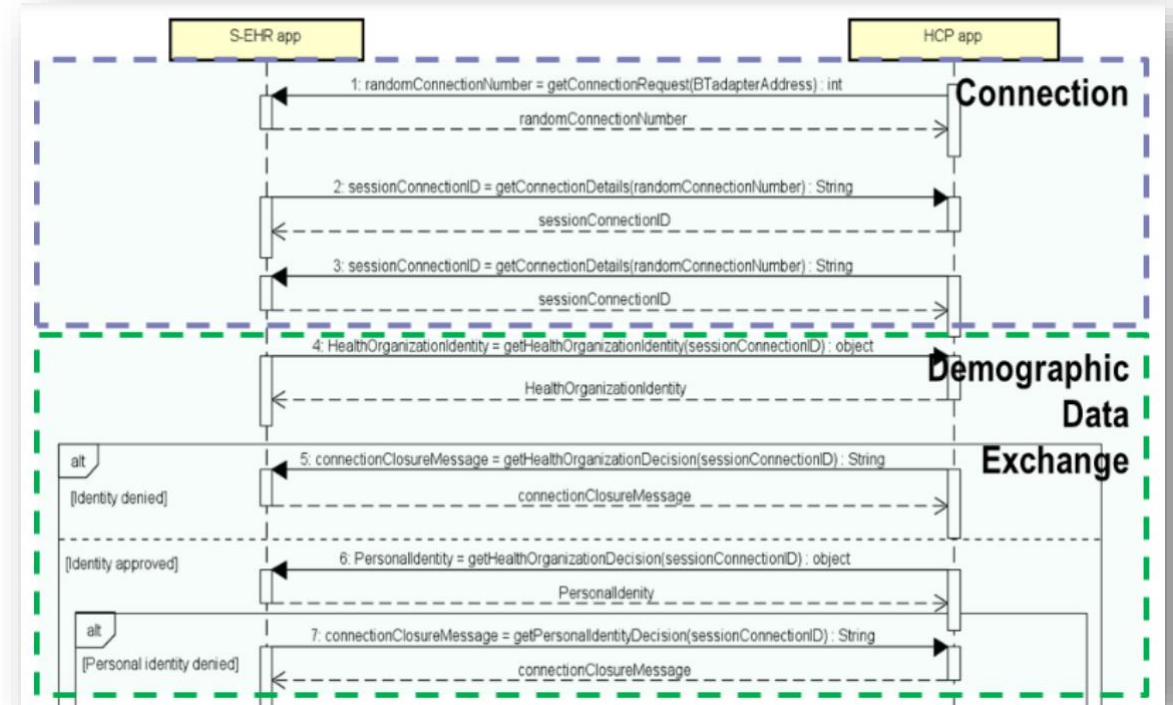 S-EHR app
HCP app
1: randomConnectionNumber = getConnectionRequest(BTadapterAddress) : int
Connection
randomConnectionNumber
2: sessionConnectionID = getConnectionDetails(randomConnectionNumber) : String
sessionConnectionID
3: sessionConnectionID = getConnectionDetails(randomConnectionNumber) : String
sessionConnectionID
4: HealthOrganizationIdentity = getHealthOrganizationIdentity(sessionConnectionID) : object
Demographic
Data
Exchange
HealthOrganizationIdentity
alt
5: connectionClosureMessage = getHealthOrganizationDecision(sessionConnectionID) : String
[Identity denied]
connectionClosureMessage
[Identity approved]
6: PersonalIdentity = getHealthOrganizationDecision(sessionConnectionID) : object
PersonalIdenity
alt
7: connectionClosureMessage = getPersonalIdentityDecision(sessionConnectionID) : String
[Personal identity denied]
connectionClosureMessage